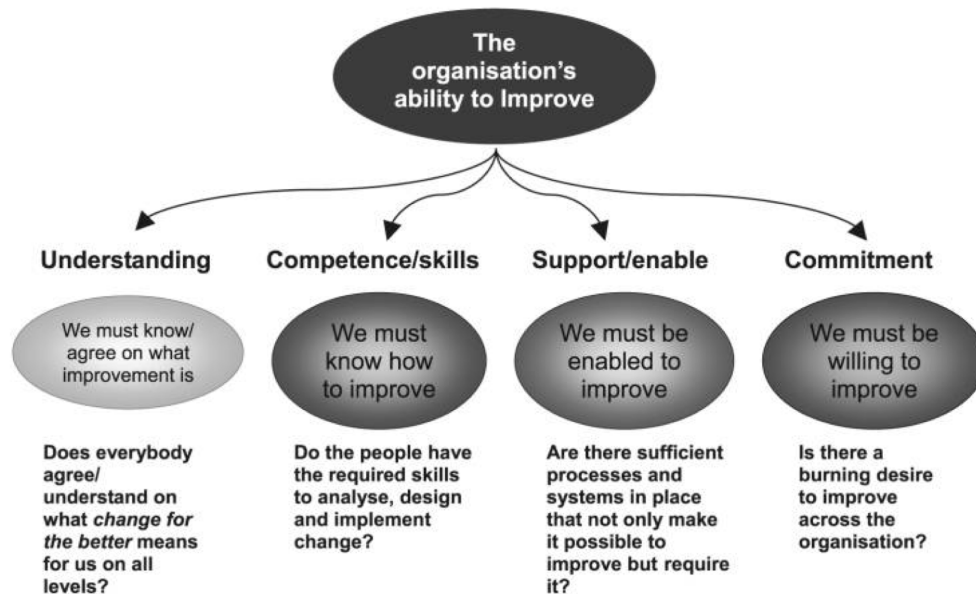 The
organisation's
ability to Improve
Understanding
Competence/skills
Support/enable
Commitment
We must know/
agree on what
improvement is
We must
know how
to improve
We must be
enabled to
improve
We must be
willing to
improve
Does everybody
agree/
understand on
what change for
the better means
for us on all
levels?
Do the people have
the required skills
to analyse, design
and implement
change?
Are there sufficient
processes and
systems in place
that not only make
it possible to
improve but require
it?
Is there a
burning desire
to improve
across the
organisation?